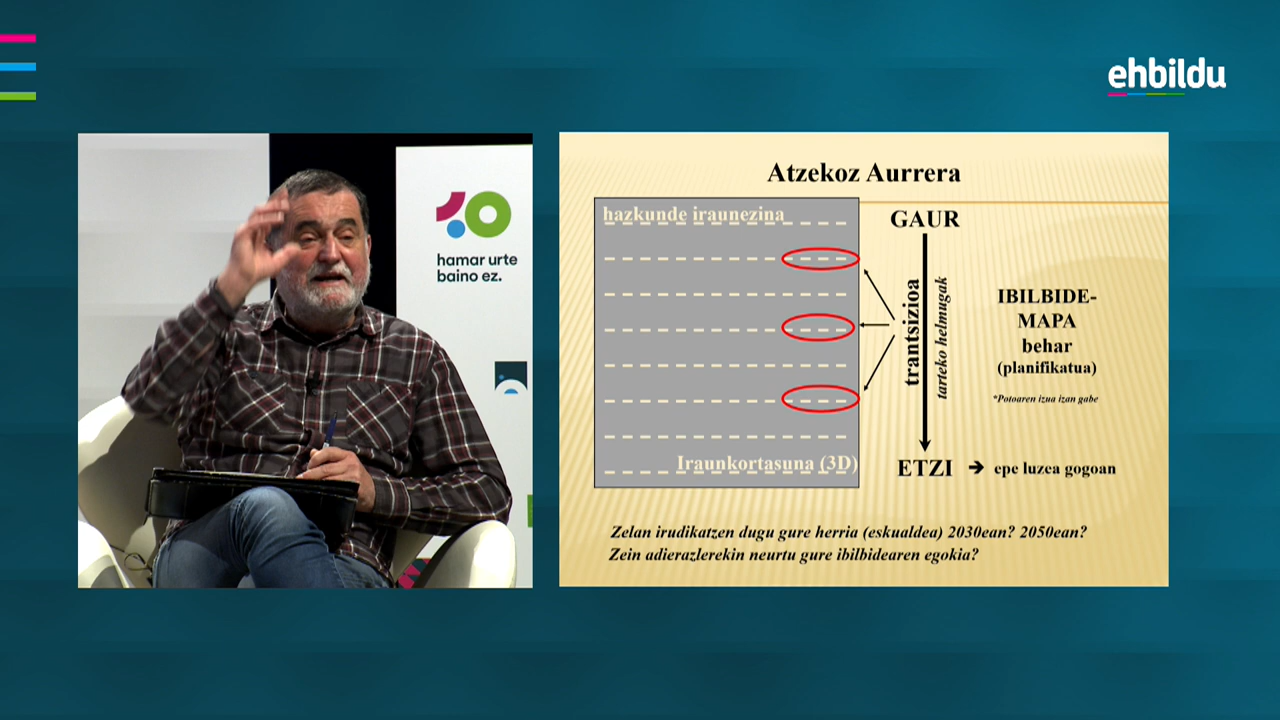 ehbildu
hamar urte
baino ez.
Atzekoz Aurrera
hazkunde iraunezina
GAUR
trantsizioa
tarteko helmugak
IBILBIDE-
MAPA
behar
(planifikatua)
*Potoaren izua izan gabe
Iraunkortasuna (3D)
ETZI → epe luzea gogoan
Zelan irudikatzen dugu gure herria (eskualdea) 2030ean? 2050ean?
Zein adierazlerekin neurtu gure ibilbidearen egokia?